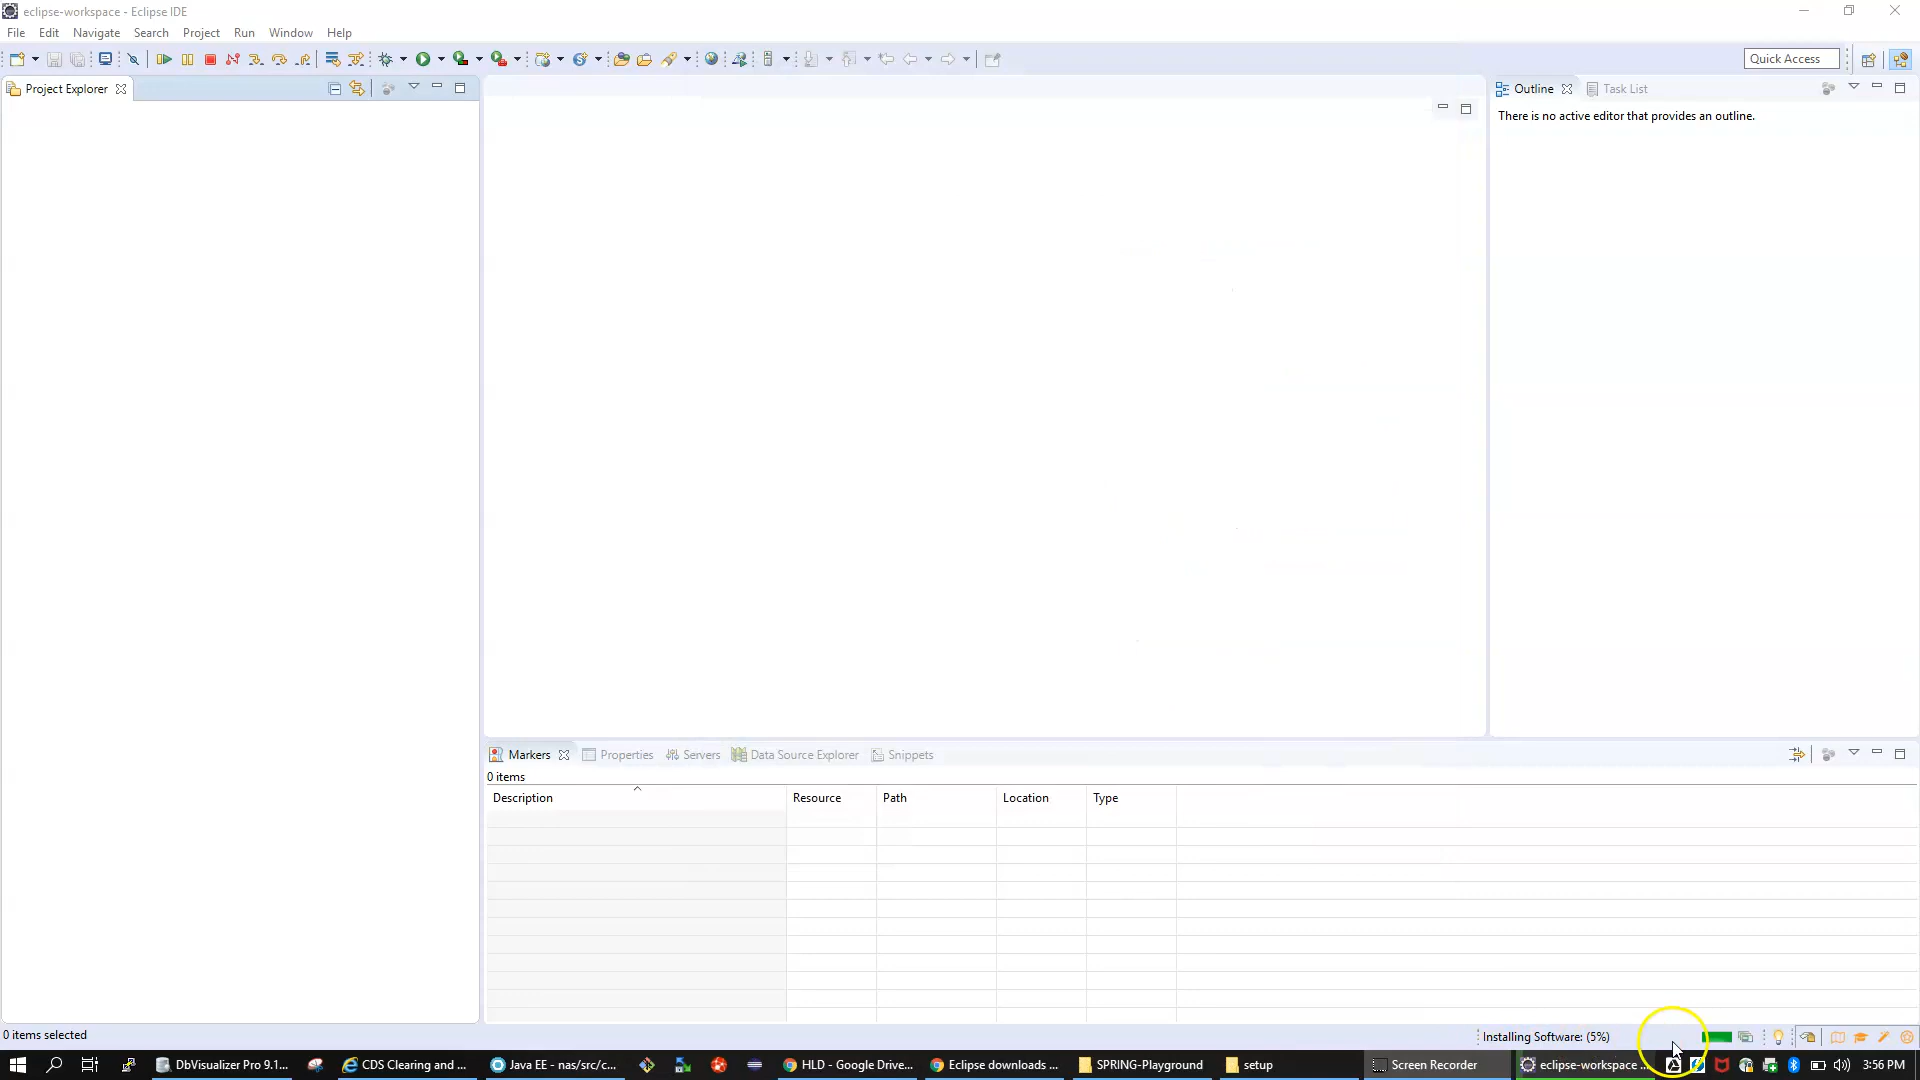 eclipse-workspace - Eclipse IDE
File Edit Navigate Search Project Run Window Help
Quick Access
Project Explorer
Outline Task List
There is no active editor that provides an outline.
Markers Properties Servers Data Source Explorer Snippets
0 items
Description Resource Path Location Type
0 items selected
Installing Software: (5%)
DbVisualizer Pro 9.1... CDS Clearing and ... Java EE - nas/src/c... HLD - Google Drive... Eclipse downloads ... SPRING-Playground setup Screen Recorder eclipse-workspace ... 3:56 PM